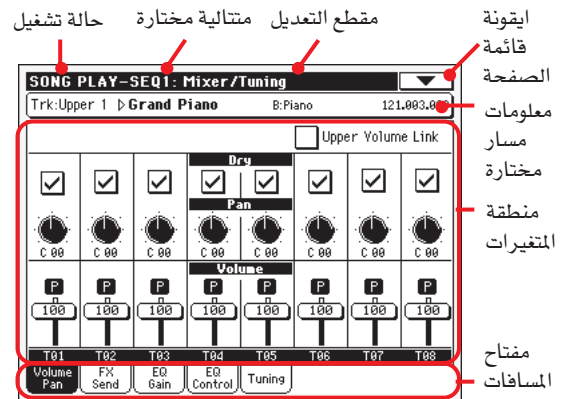 حالة تشغيل
متتالية مختارة
مقطع التعديل
ايقونة
قائمة
الصفحة
SONG PLAY-SEQ1: Mixer/Tuning
Trk:Upper 1 ▷Grand Piano B:Piano 121.003.0
معلومات
مسار
مختارة
Upper Volume Link
Dry
Pan
C 00 C 00 C 00 C 00 C 00 C 00 C 00 C 00
منطقة
المتغيرات
Volume
P P P P P P P P
100 100 100 100 100 100 100 100
T01 T02 T03 T04 T05 T06 T07 T08
Volume Pan
FX Send
EQ Gain
EQ Control
Tuning
مفتاح
المسافات